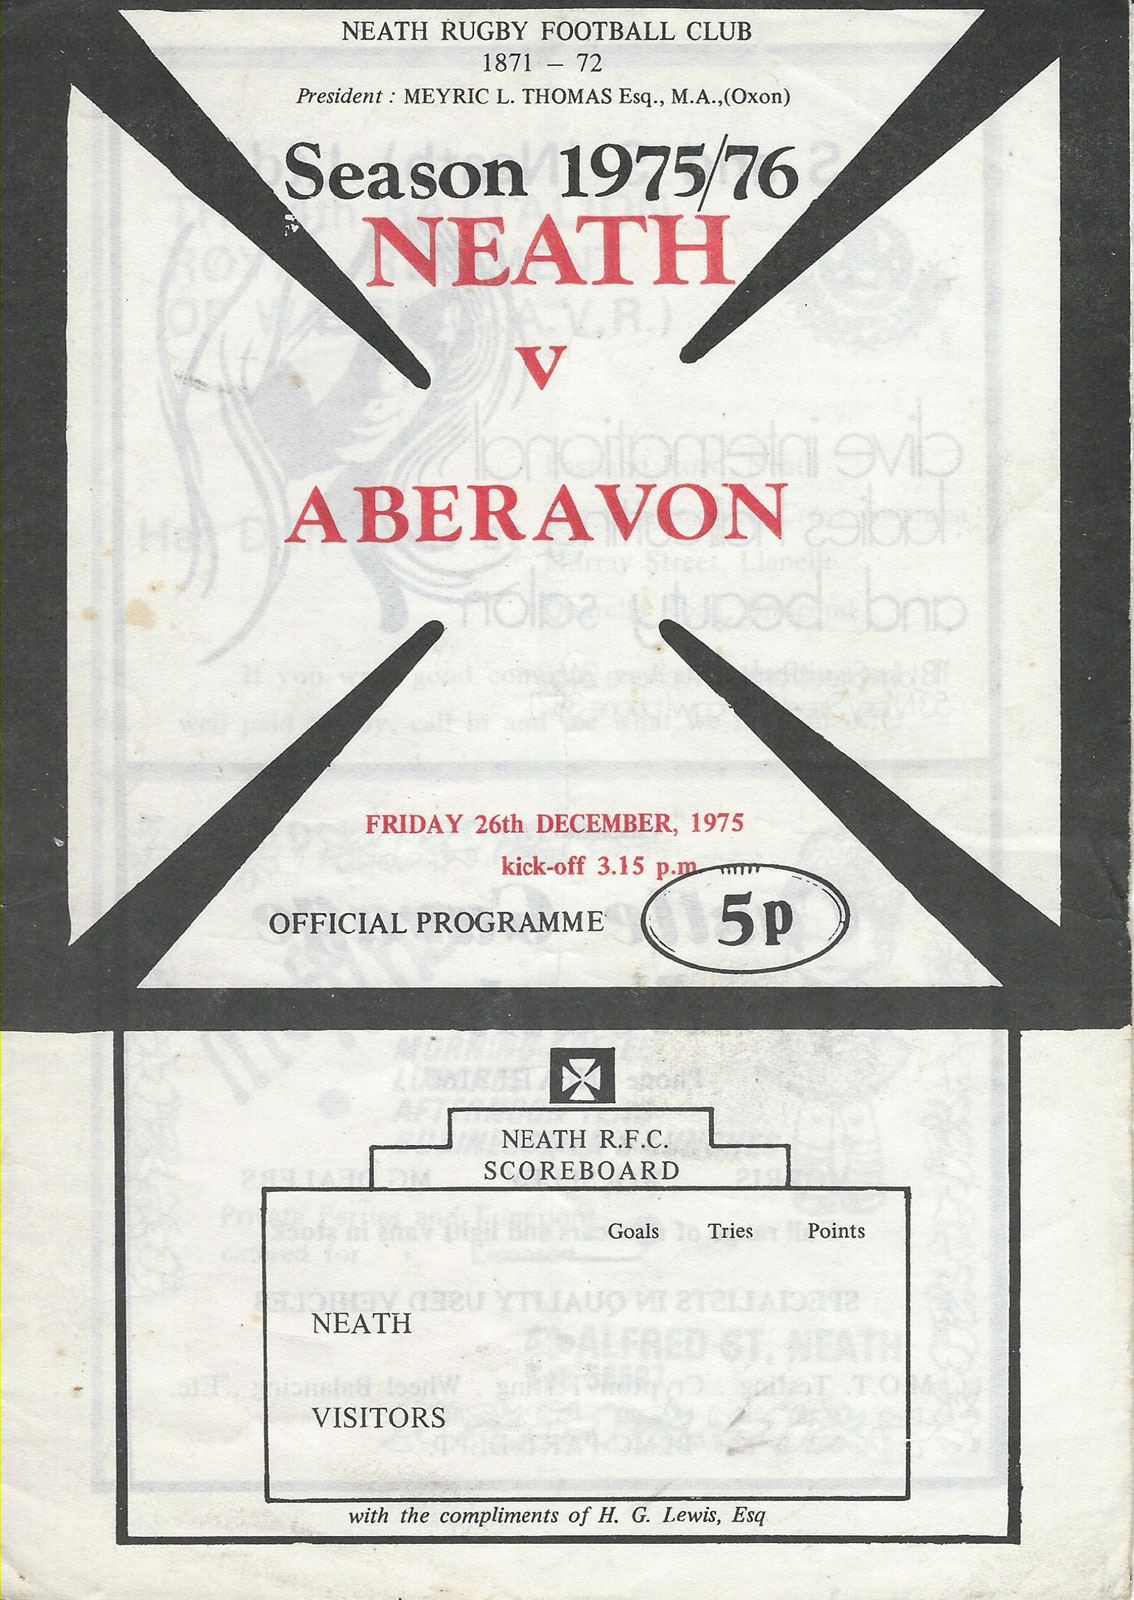 NEATH RUGBY FOOTBALL CLUB
1871 – 72
President : MEYRIC L. THOMAS Esq., M.A.,(Oxon)
Season 1975/76
NEATH
v
ABERAVON
FRIDAY 26th DECEMBER, 1975
kick-off 3.15 p.m.
OFFICIAL PROGRAMME 5p
NEATH R.F.C.
SCOREBOARD
Goals Tries Points
NEATH
VISITORS
with the compliments of H. G. Lewis, Esq